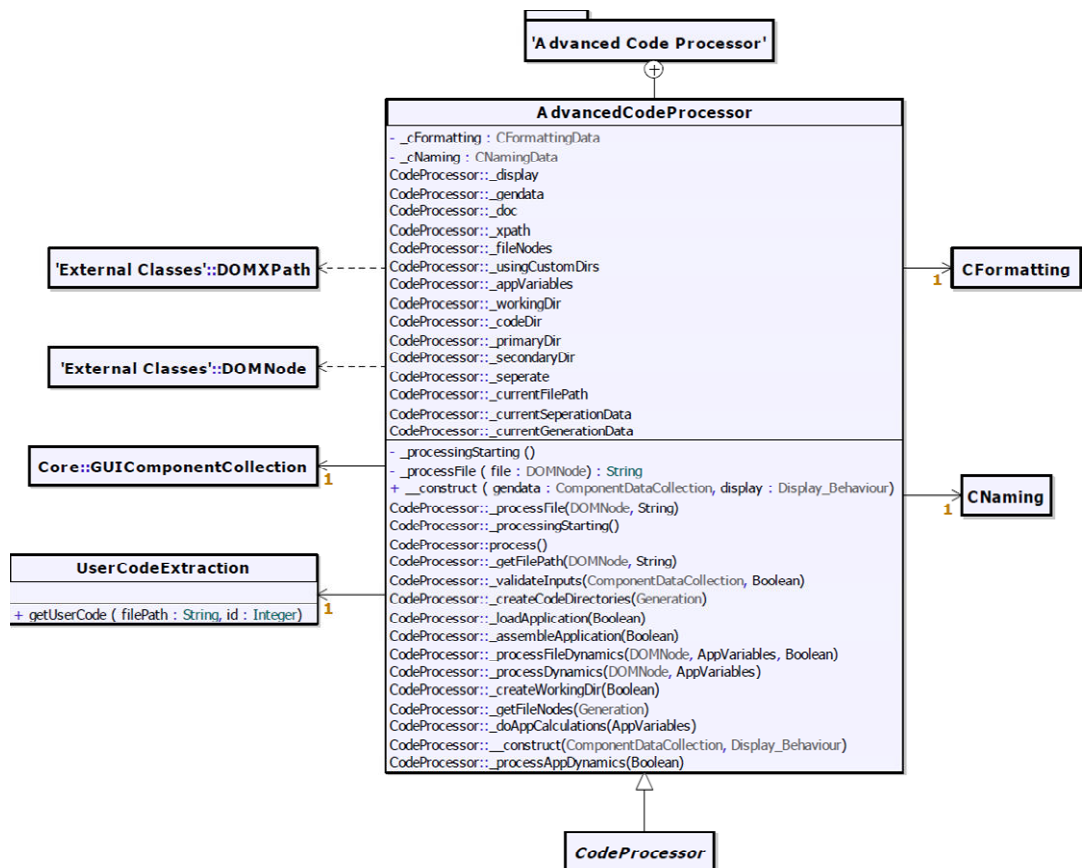 'Advanced Code Processor'
AdvancedCodeProcessor
- _cFormatting : CFormattingData
- _cNaming : CNamingData
CodeProcessor::_display
CodeProcessor::_gendata
CodeProcessor::_doc
CodeProcessor::_xpath
CodeProcessor::_fileNodes
CodeProcessor::_usingCustomDirs
CodeProcessor::_appVariables
CodeProcessor::_workingDir
CodeProcessor::_codeDir
CodeProcessor::_primaryDir
CodeProcessor::_secondaryDir
CodeProcessor::_seperate
CodeProcessor::_currentFilePath
CodeProcessor::_currentSeperationData
CodeProcessor::_currentGenerationData
- _processingStarting ()
- _processFile ( file : DOMNode) : String
+ __construct ( gendata : ComponentDataCollection, display : Display_Behaviour)
CodeProcessor::_processFile(DOMNode, String)
CodeProcessor::_processingStarting()
CodeProcessor::process()
CodeProcessor::_getFilePath(DOMNode, String)
CodeProcessor::_validateInputs(ComponentDataCollection, Boolean)
CodeProcessor::_createCodeDirectories(Generation)
CodeProcessor::_loadApplication(Boolean)
CodeProcessor::_assembleApplication(Boolean)
CodeProcessor::_processFileDynamics(DOMNode, AppVariables, Boolean)
CodeProcessor::_processDynamics(DOMNode, AppVariables)
CodeProcessor::_createWorkingDir(Boolean)
CodeProcessor::_getFileNodes(Generation)
CodeProcessor::_doAppCalculations(AppVariables)
CodeProcessor::__construct(ComponentDataCollection, Display_Behaviour)
CodeProcessor::_processAppDynamics(Boolean)
'External Classes'::DOMXPath
'External Classes'::DOMNode
Core::GUIComponentCollection
1
UserCodeExtraction
+ getUserCode ( filePath : String, id : Integer)
1
CFormatting
1
CNaming
1
CodeProcessor